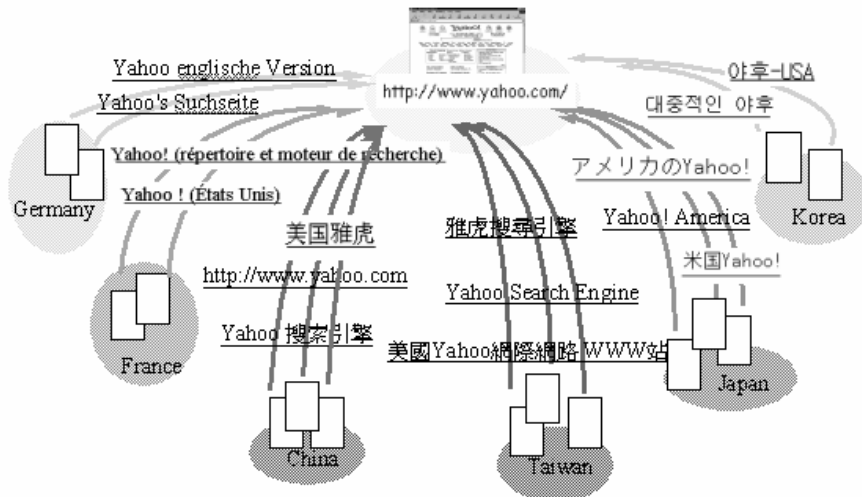 Yahoo englische Version
Yahoo's Suchseite
http://www.yahoo.com/
야후-USA
대중적인 야후
Yahoo! (répertoire et moteur de recherche)
Yahoo ! (États Unis)
アメリカのYahoo!
Germany
Korea
美国雅虎
雅虎搜尋引擎
Yahoo! America
http://www.yahoo.com
米国Yahoo!
Yahoo Search Engine
Yahoo 搜索引擎
美國Yahoo網際網路 WWW站
France
Japan
China
Taiwan